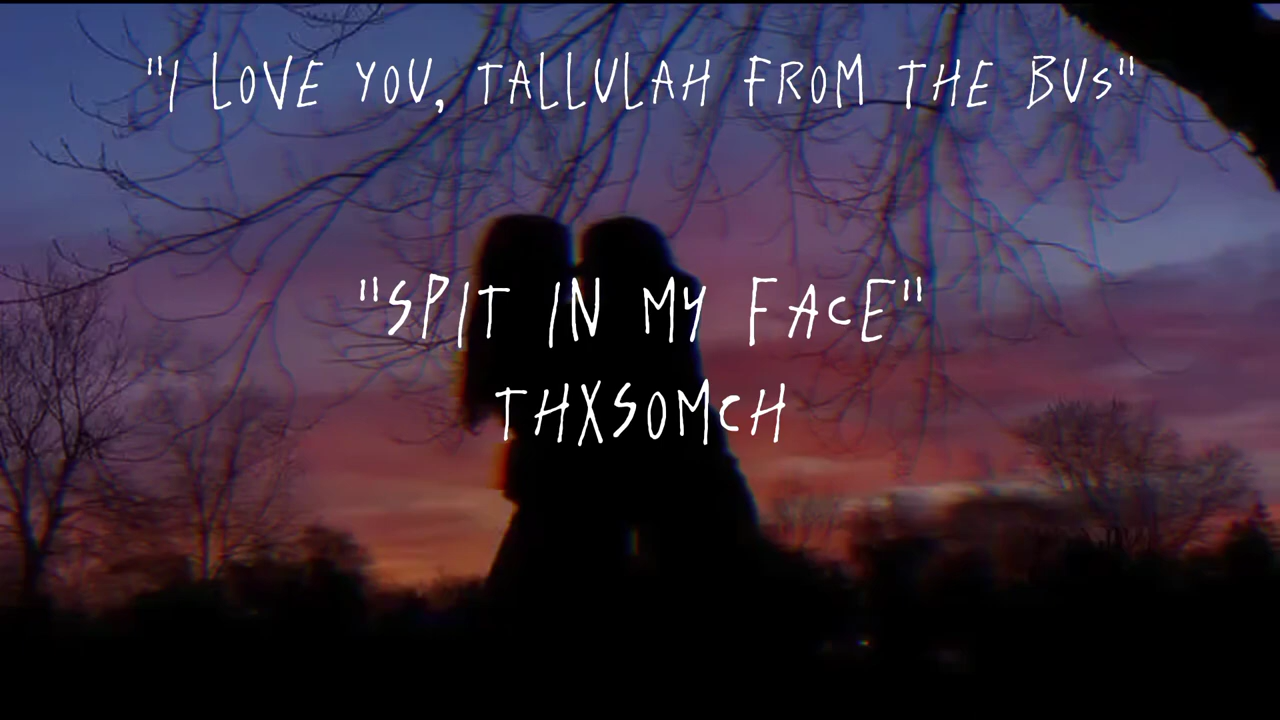 "I LOVE YOU, TALLULAH FROM THE BUS"
"SPIT IN MY FACE"
THXSOMCH